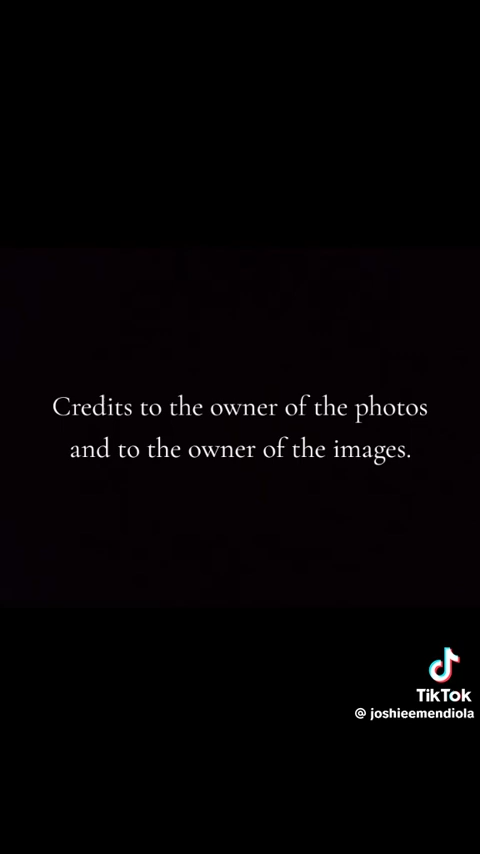 Credits to the owner of the photos
and to the owner of the images.
TikTok
@ joshieemendiola